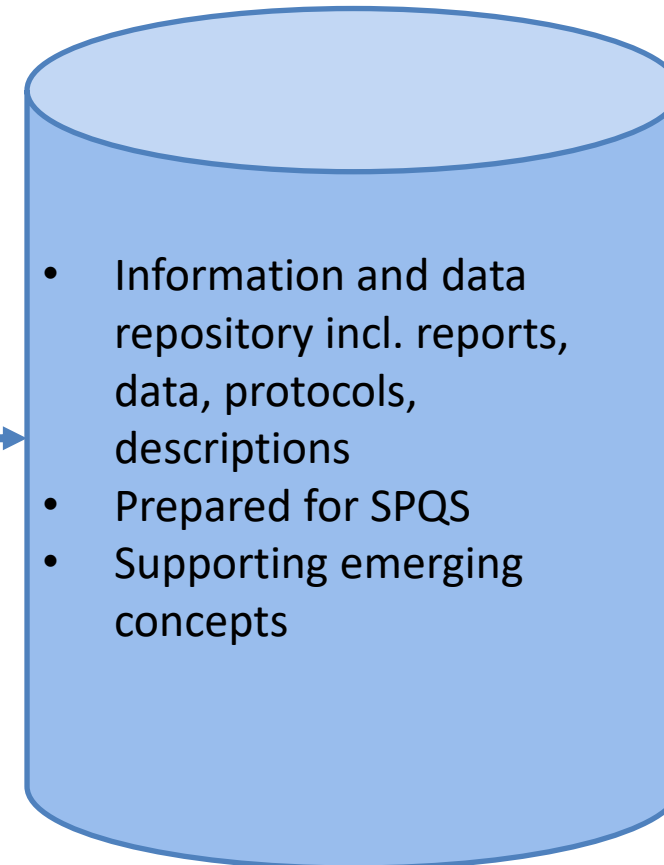 • Information and data
repository incl. reports,
data, protocols,
descriptions
• Prepared for SPQS
• Supporting emerging
concepts